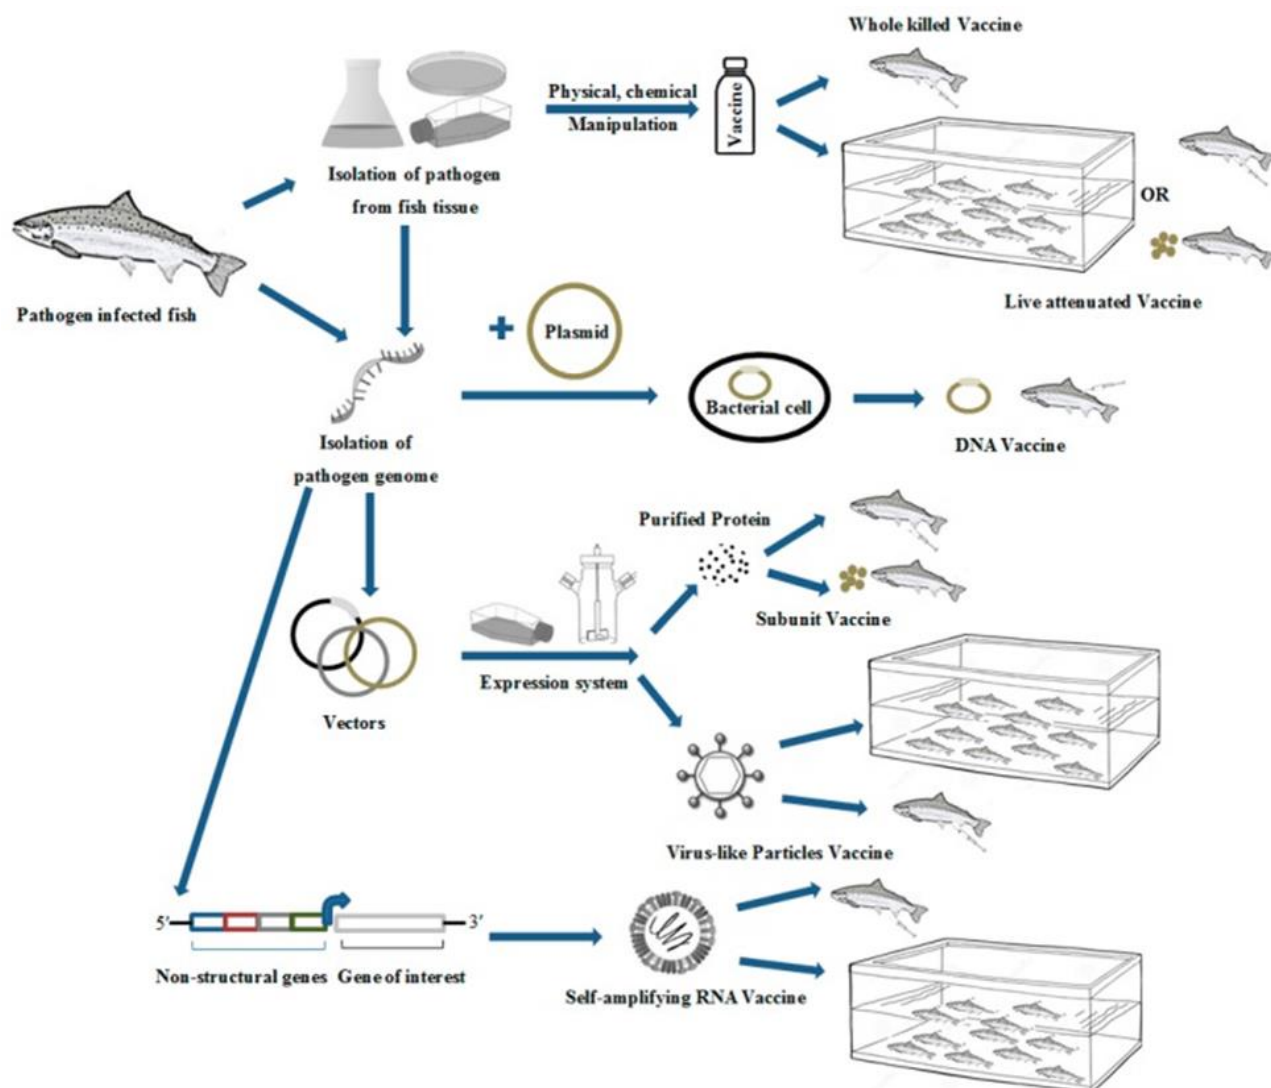 Whole killed Vaccine
Physical, chemical
Manipulation
Vaccine
Isolation of pathogen
from fish tissue
OR
Pathogen infected fish
Live attenuated Vaccine
Plasmid
Bacterial cell
DNA Vaccine
Isolation of
pathogen genome
Purified Protein
Subunit Vaccine
Expression system
Vectors
Virus-like Particles Vaccine
5′
3′
Non-structural genes
Gene of interest
Self-amplifying RNA Vaccine